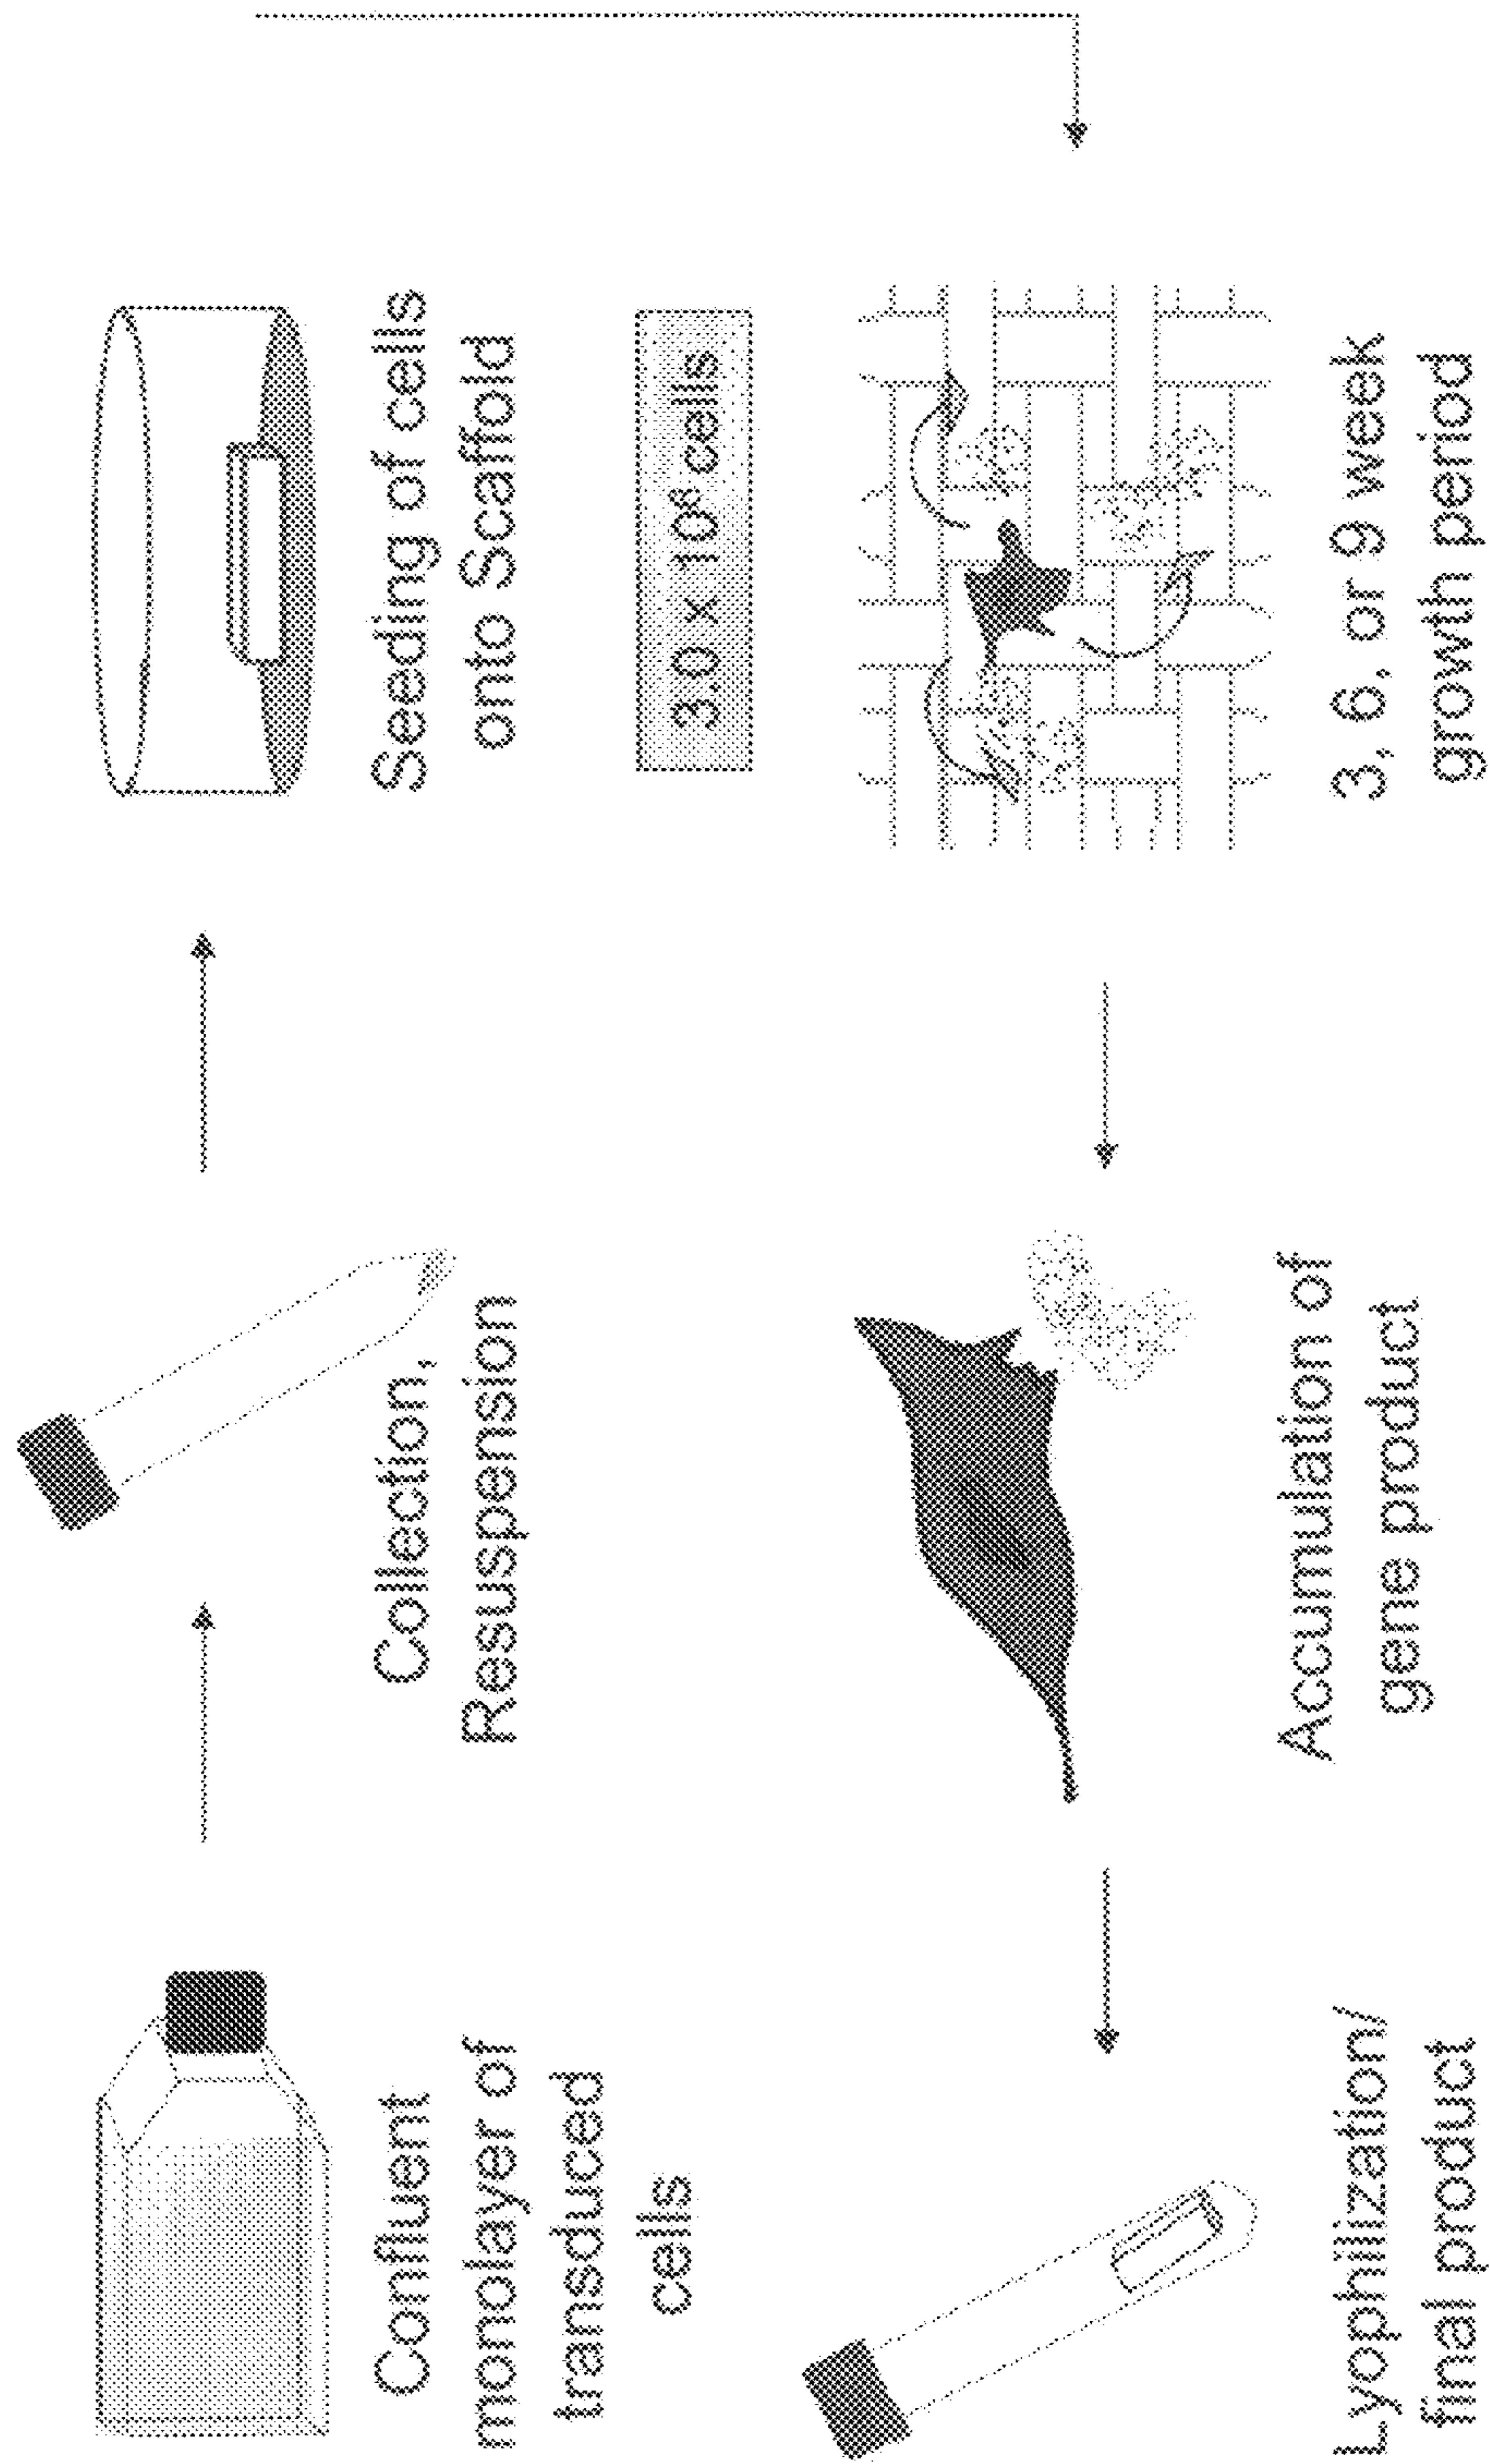 Confluent
monolayer of
transduced
cells
Collection,
Resuspension
Seeding of cells
onto Scaffold
3.0 × 10⁶ cells
3, 6, or 9 week
growth period
Accumulation of
gene product
Lyophilization/
final product